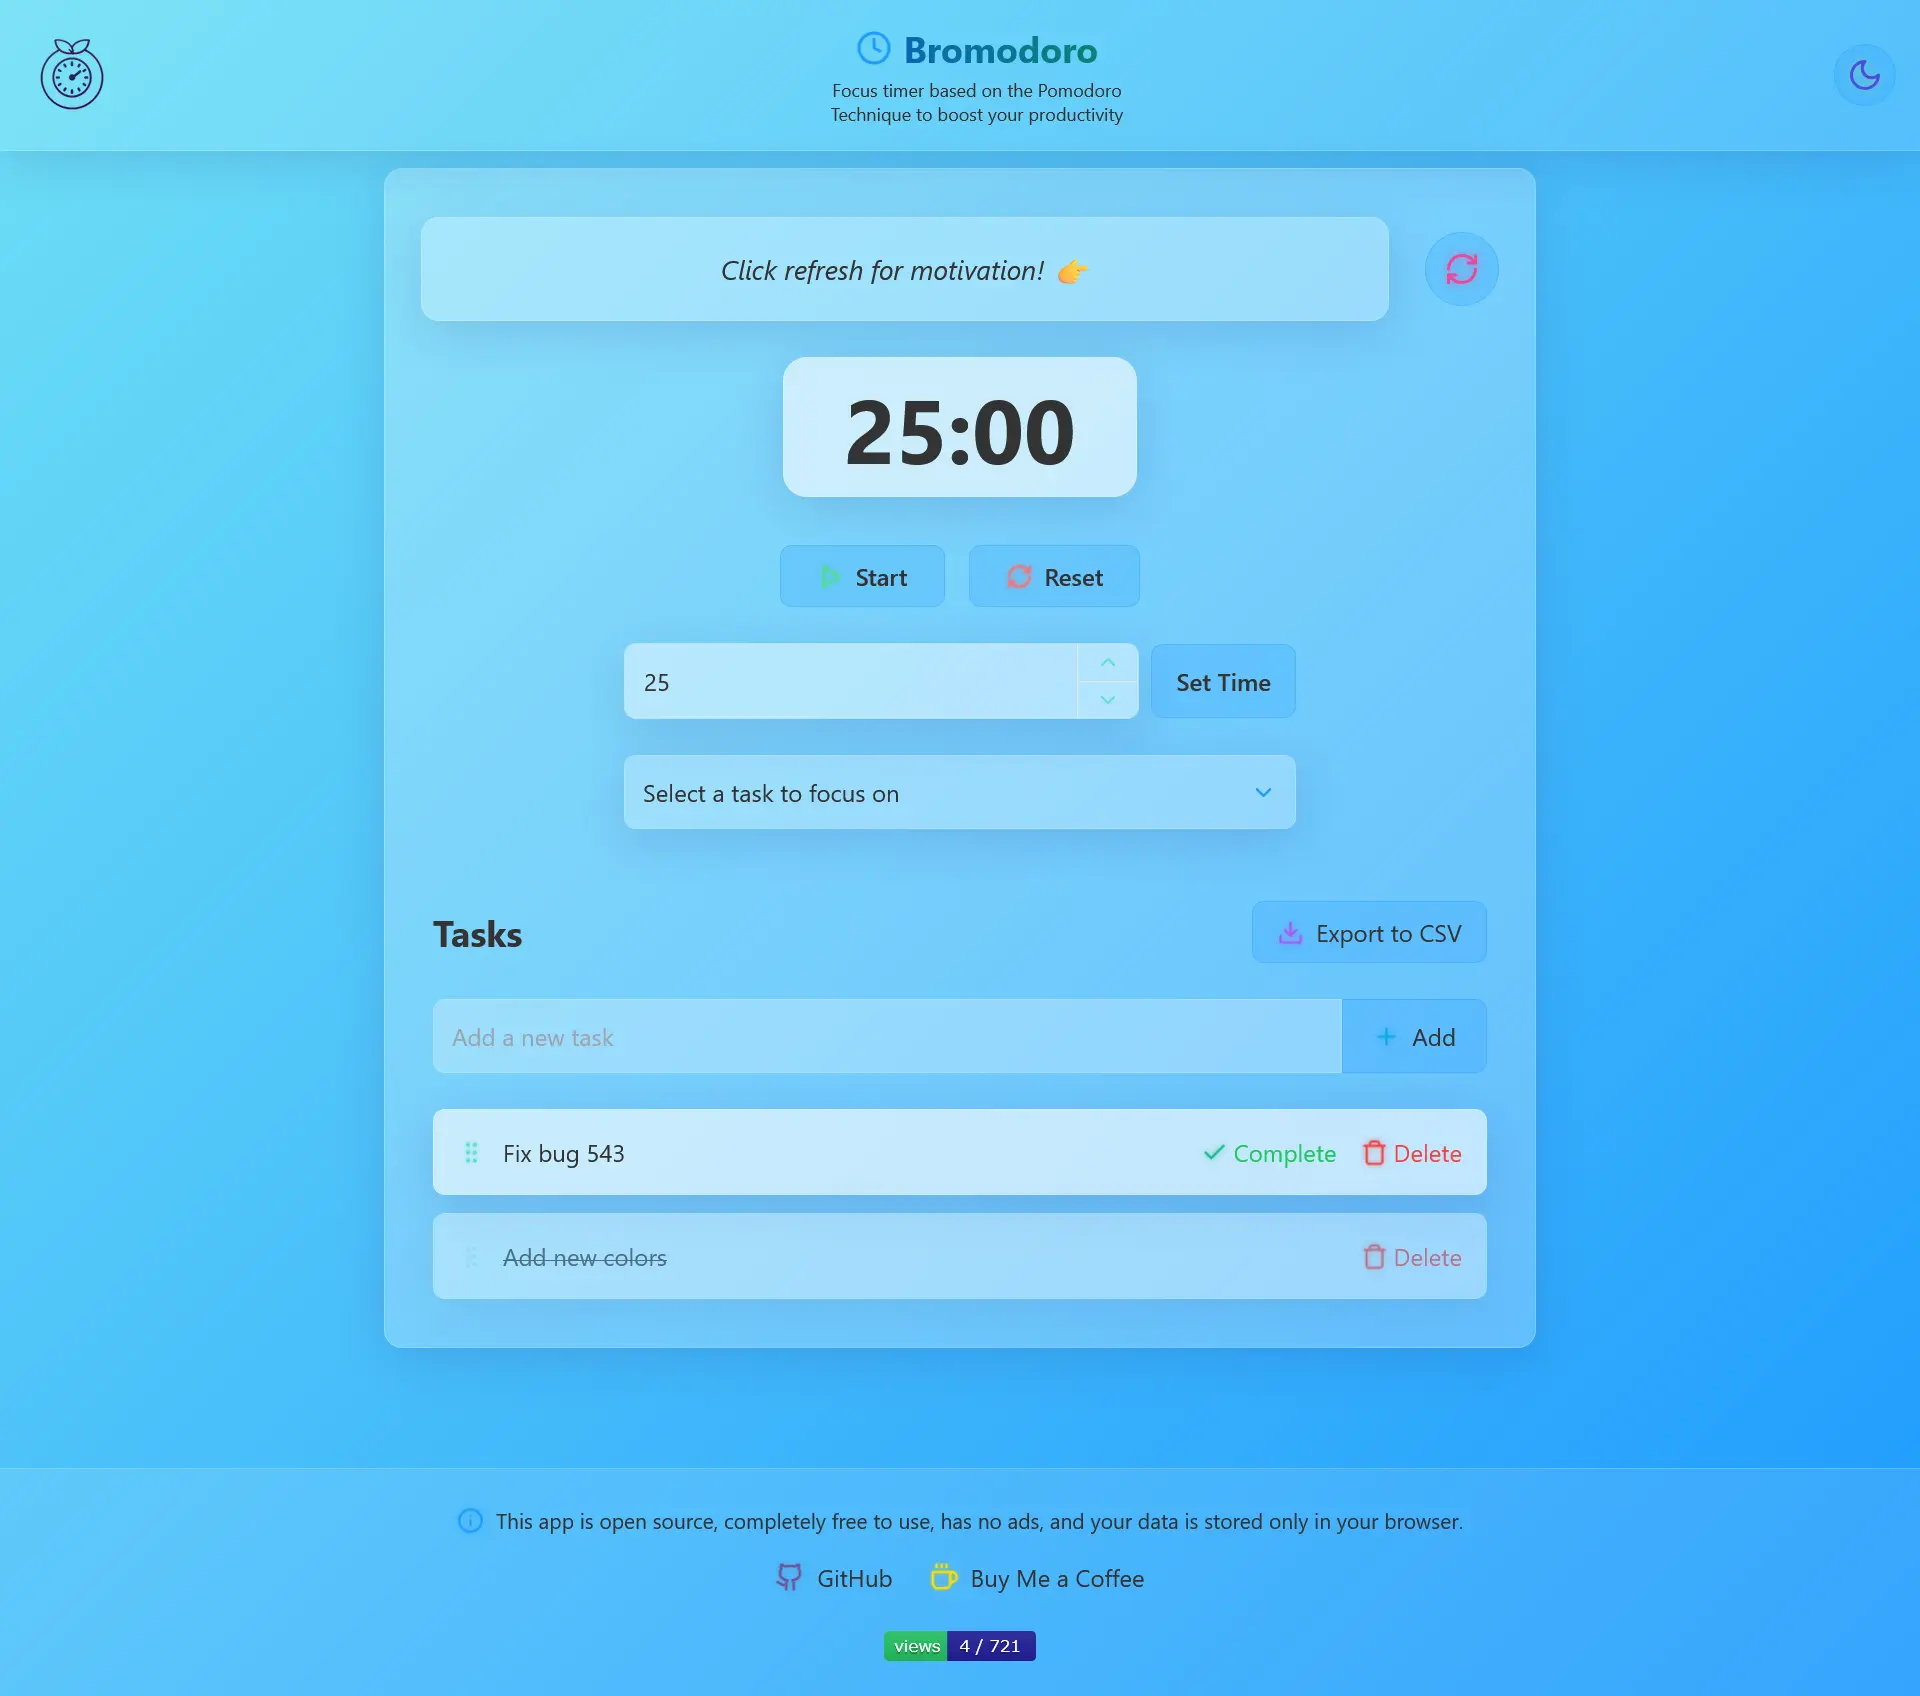 Bromodoro
Focus timer based on the Pomodoro
Technique to boost your productivity
Click refresh for motivation! 👉
25:00
Start
Reset
25
Set Time
Select a task to focus on
Tasks
Export to CSV
Add a new task
Add
Fix bug 543
Complete
Delete
Add new colors
Delete
This app is open source, completely free to use, has no ads, and your data is stored only in your browser.
GitHub
Buy Me a Coffee
views 4 / 721